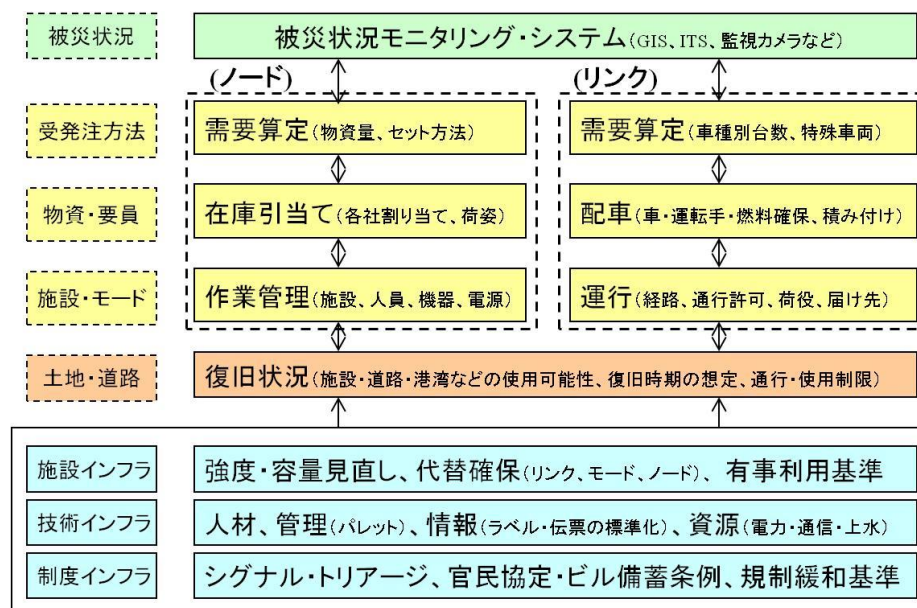 被災状況
被災状況モニタリング・システム(GIS、ITS、監視カメラなど)
(ノード)
(リンク)
受発注方法
需要算定(物資量、セット方法)
需要算定(車種別台数、特殊車両)
物資・要員
在庫引当て(各社割り当て、荷姿)
配車(車・運転手・燃料確保、積み付け)
施設・モード
作業管理(施設、人員、機器、電源)
運行(経路、通行許可、荷役、届け先)
土地・道路
復旧状況(施設・道路・港湾などの使用可能性、復旧時期の想定、通行・使用制限)
施設インフラ
強度・容量見直し、代替確保(リンク、モード、ノード)、有事利用基準
技術インフラ
人材、管理(パレット)、情報(ラベル・伝票の標準化)、資源(電力・通信・上水)
制度インフラ
シグナル・トリアージ、官民協定・ビル備蓄条例、規制緩和基準